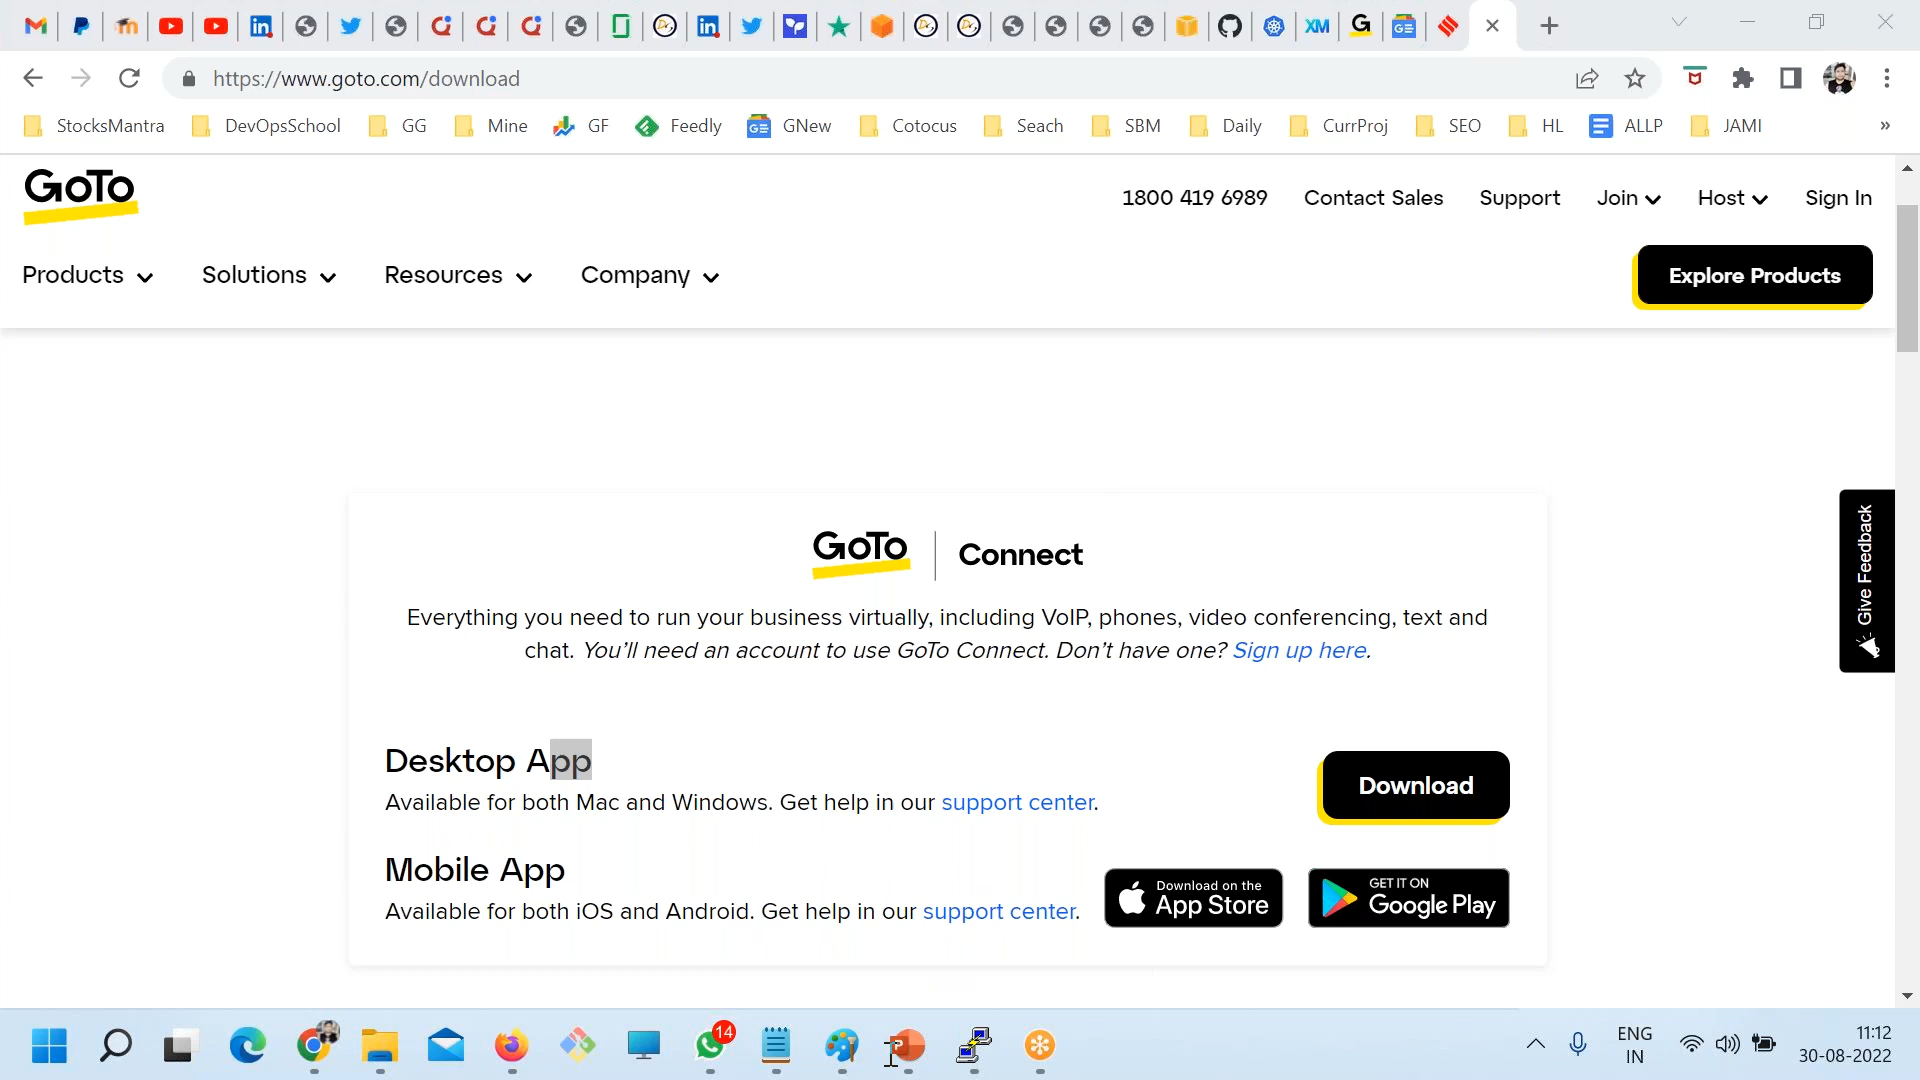 https://www.goto.com/download
StocksMantra
DevOpsSchool
GG
Mine
GF
Feedly
GNew
Cotocus
Seach
SBM
Daily
CurrProj
SEO
HL
ALLP
JAMI
»
GoTo
1800 419 6989
Contact Sales
Support
Join
Host
Sign In
Products
Solutions
Resources
Company
Explore Products
Give Feedback
GoTo | Connect
Everything you need to run your business virtually, including VoIP, phones, video conferencing, text and
chat. You'll need an account to use GoTo Connect. Don't have one? Sign up here.
Desktop App
Available for both Mac and Windows. Get help in our support center.
Download
Mobile App
Available for both iOS and Android. Get help in our support center.
Download on the
App Store
GET IT ON
Google Play
14
ENG
IN
11:12
30-08-2022